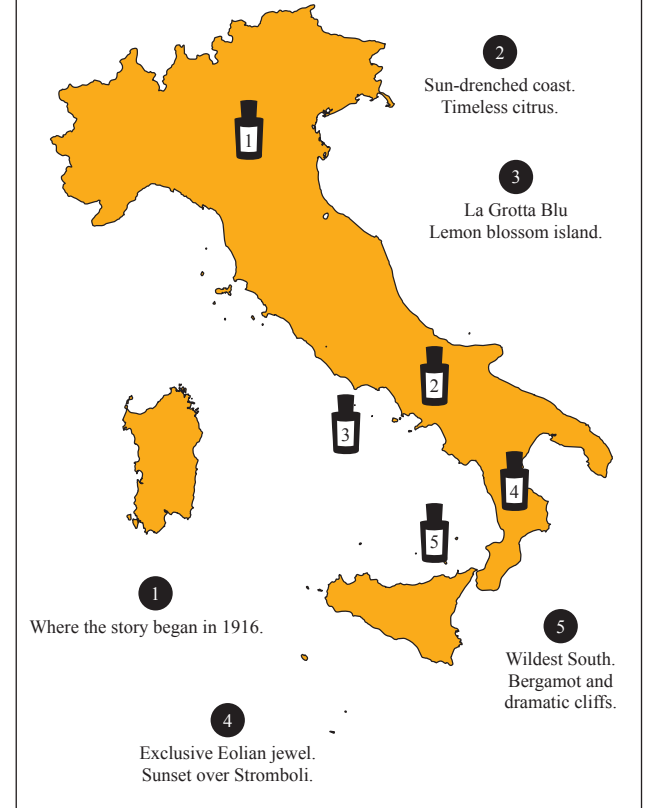 2
Sun-drenched coast.
Timeless citrus.
1
3
La Grotta Blu
Lemon blossom island.
2
3
4
5
1
Where the story began in 1916.
5
Wildest South.
Bergamot and
dramatic cliffs.
4
Exclusive Eolian jewel.
Sunset over Stromboli.